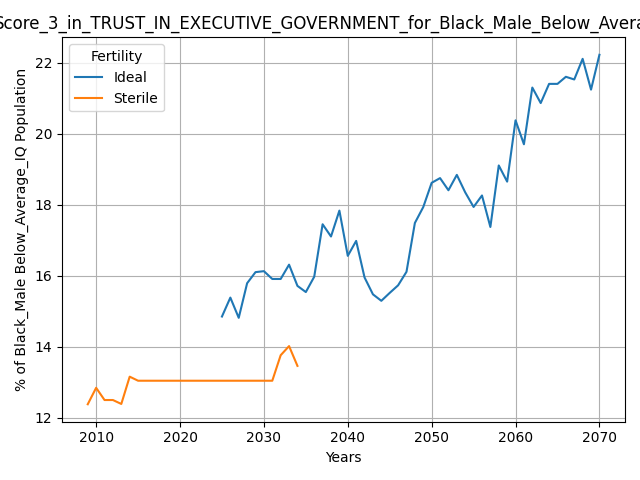 Score_3_in_TRUST_IN_EXECUTIVE_GOVERNMENT_for_Black_Male_Below_Avera
Fertility
Ideal
Sterile
% of Black_Male Below_Average_IQ Population
22
20
18
16
14
12
2010 2020 2030 2040 2050 2060 2070
Years